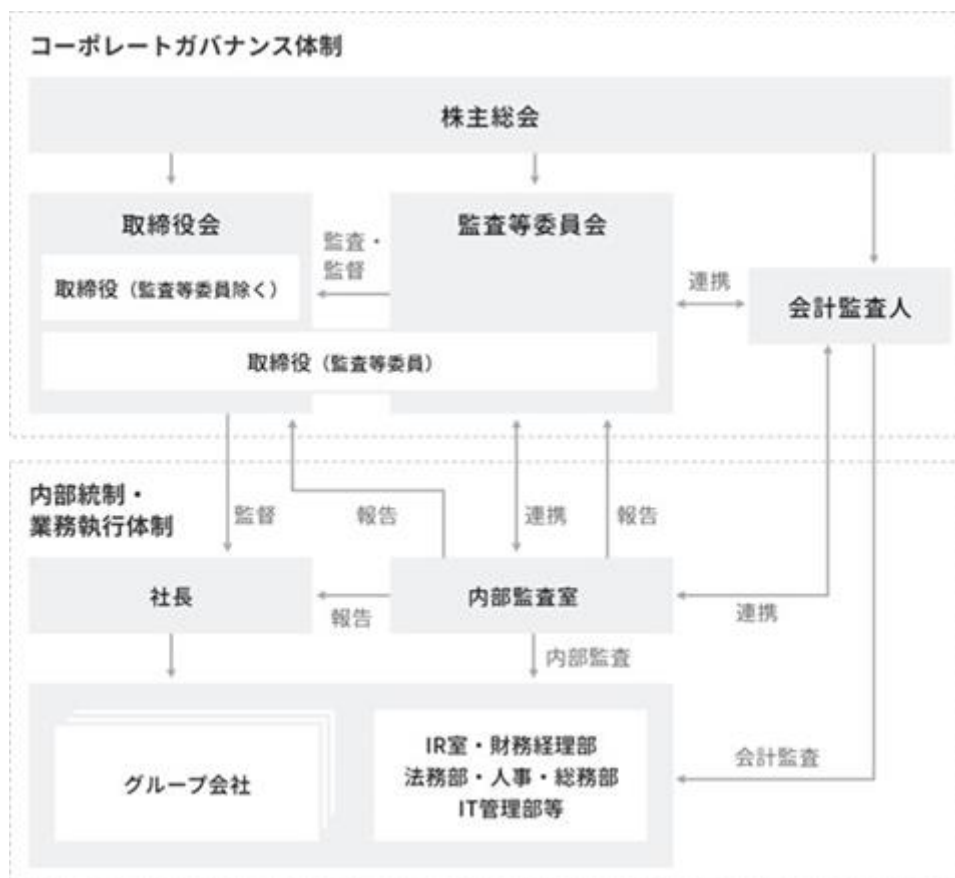 コーポレートガバナンス体制
株主総会
取締役会
監査等委員会
監査・
監督
取締役（監査等委員除く）
連携
会計監査人
取締役（監査等委員）
内部統制・
業務執行体制
監督
報告
連携
報告
社長
内部監査室
報告
連携
内部監査
IR室・財務経理部
法務部・人事・総務部
IT管理部等
グループ会社
会計監査